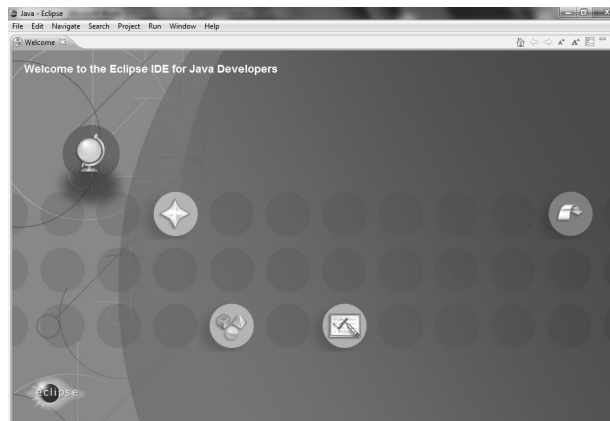 Java - Eclipse
File Edit Navigate Search Project Run Window Help
Welcome
Welcome to the Eclipse IDE for Java Developers
eclipse